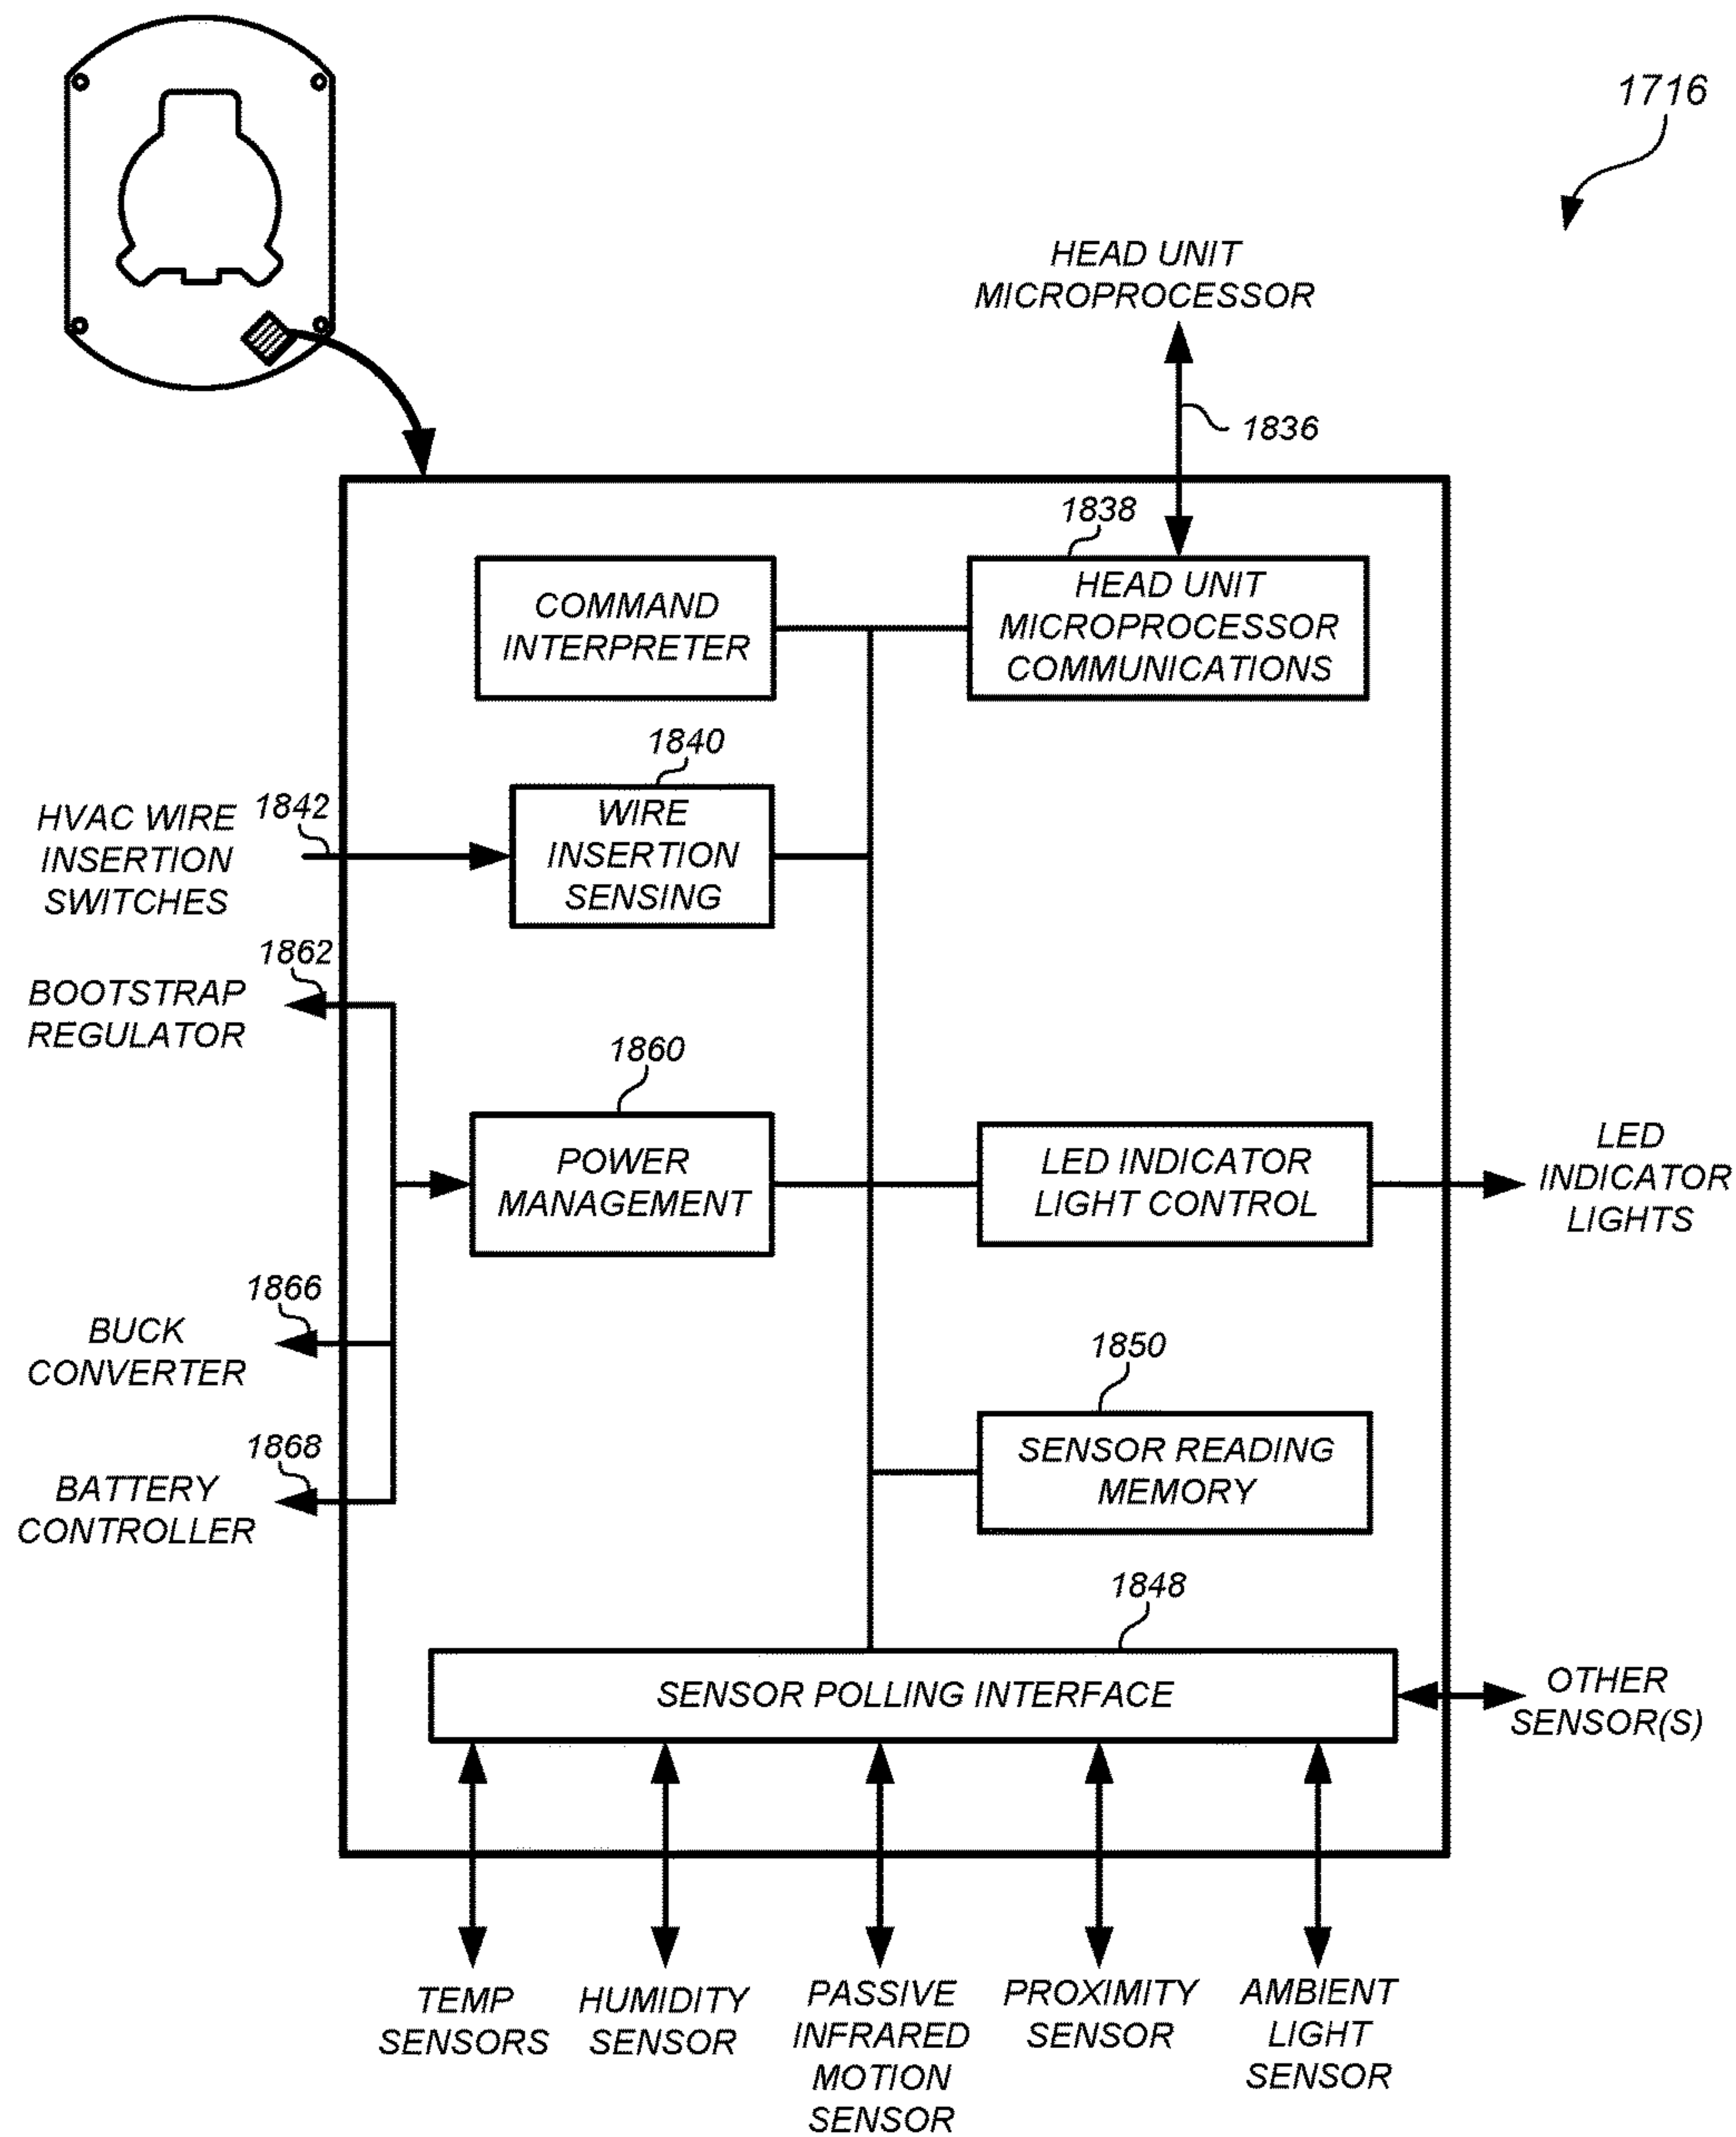 1716
HEAD UNIT
MICROPROCESSOR
1836
1838
COMMAND
INTERPRETER
HEAD UNIT
MICROPROCESSOR
COMMUNICATIONS
1840
HVAC WIRE
INSERTION
SWITCHES
1842
WIRE
INSERTION
SENSING
1862
BOOTSTRAP
REGULATOR
1860
POWER
MANAGEMENT
LED INDICATOR
LIGHT CONTROL
LED
INDICATOR
LIGHTS
1866
BUCK
CONVERTER
1850
SENSOR READING
MEMORY
1868
BATTERY
CONTROLLER
1848
SENSOR POLLING INTERFACE
OTHER
SENSOR(S)
TEMP
SENSORS
HUMIDITY
SENSOR
PASSIVE
INFRARED
MOTION
SENSOR
PROXIMITY
SENSOR
AMBIENT
LIGHT
SENSOR